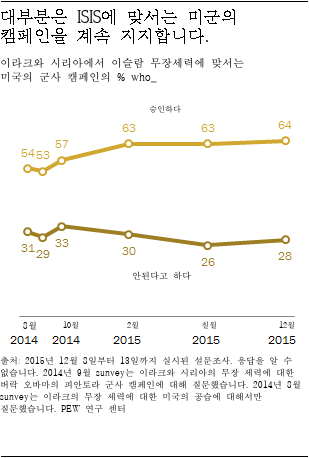 대부분은 ISIS에 맞서는 미군의
캠페인을 계속 지지합니다.
이라크와 시리아에서 이슬람 무장세력에 맞서는
미국의 군사 캠페인의 % who_
승인하다
54 53 57 63 63 64
31 29 33 30 26 28
안된다고 하다
8월 10월 2월 칠월 12월
2014 2014 2015 2015 2015
출처: 2015년 12월 8일부터 13일까지 실시된 설문조사. 응답을 알 수
없습니다. 2014년 9월 sunvey는 이라크와 시리아의 무장 세력에 대한
버락 오바마의 피안토라 군사 캠페인에 대해 질문했습니다. 2014년 8월
sunvey는 이라크의 무장 세력에 대한 미국의 공습에 대해서만
질문했습니다. PEW 연구 센터